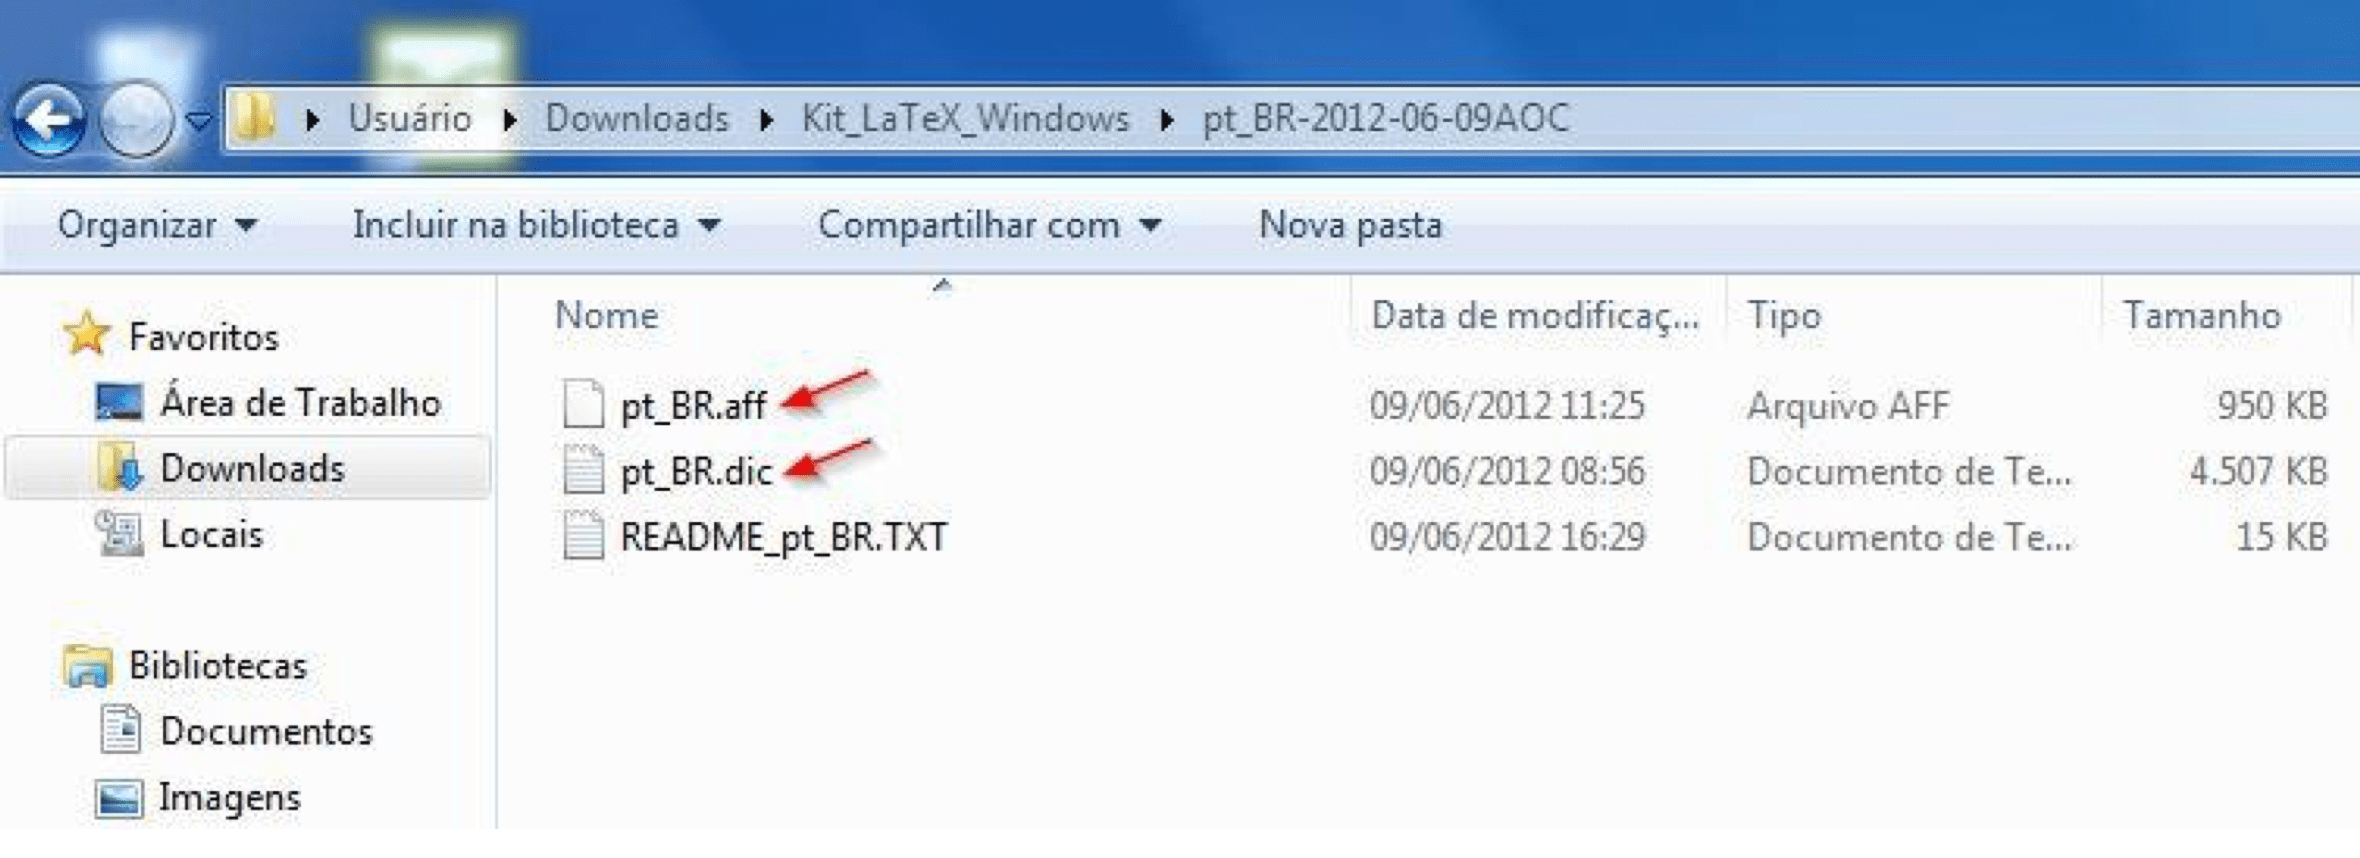 Usuário Downloads Kit_LaTeX_Windows pt_BR-2012-06-09AOC
Organizar Incluir na biblioteca Compartilhar com Nova pasta
Nome Data de modificaç... Tipo Tamanho
Favoritos
Área de Trabalho
Downloads
Locais
Bibliotecas
Documentos
Imagens
pt_BR.aff 09/06/2012 11:25 Arquivo AFF 950 KB
pt_BR.dic 09/06/2012 08:56 Documento de Te... 4.507 KB
README_pt_BR.TXT 09/06/2012 16:29 Documento de Te... 15 KB